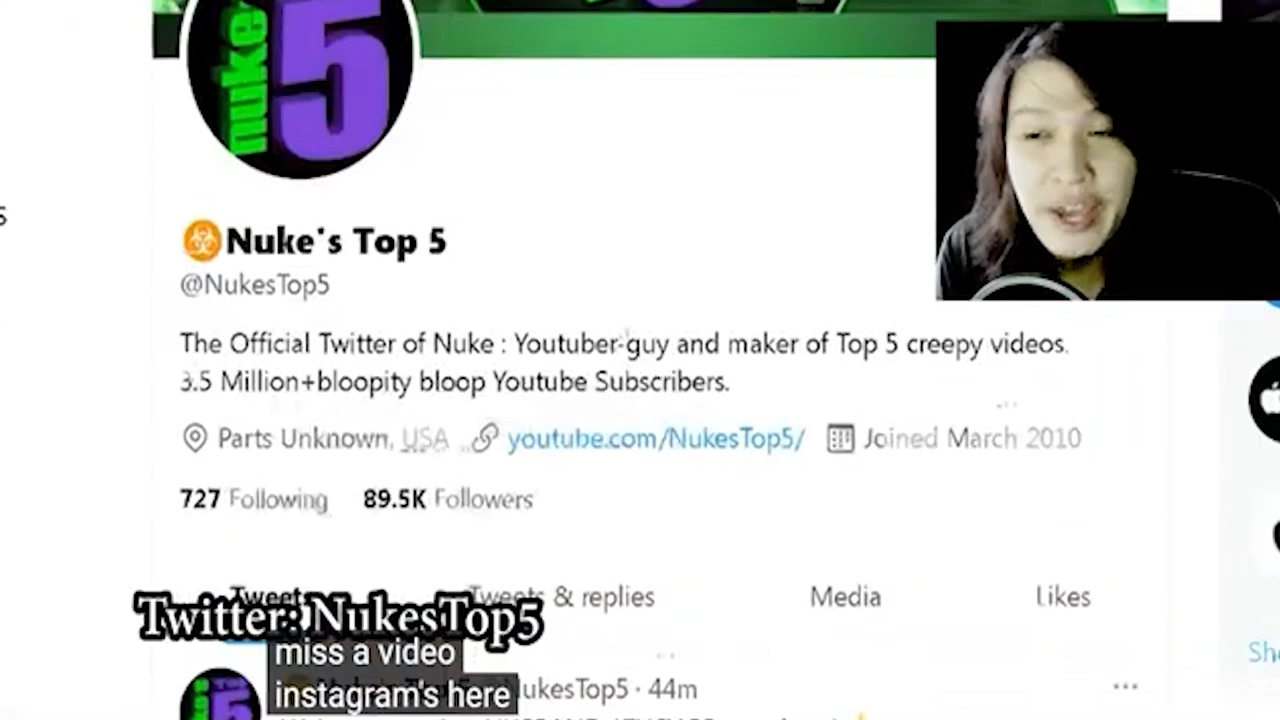 nuke 5
5
Nuke's Top 5
@NukesTop5
The Official Twitter of Nuke : Youtuber-guy and maker of Top 5 creepy videos.
3.5 Million+bloopity bloop Youtube Subscribers.
Parts Unknown, USA youtube.com/NukesTop5/ Joined March 2010
727 Following 89.5K Followers
Tweets Tweets & replies Media Likes
Twitter: NukesTop5
miss a video
instagram's here
NukesTop5 · 44m